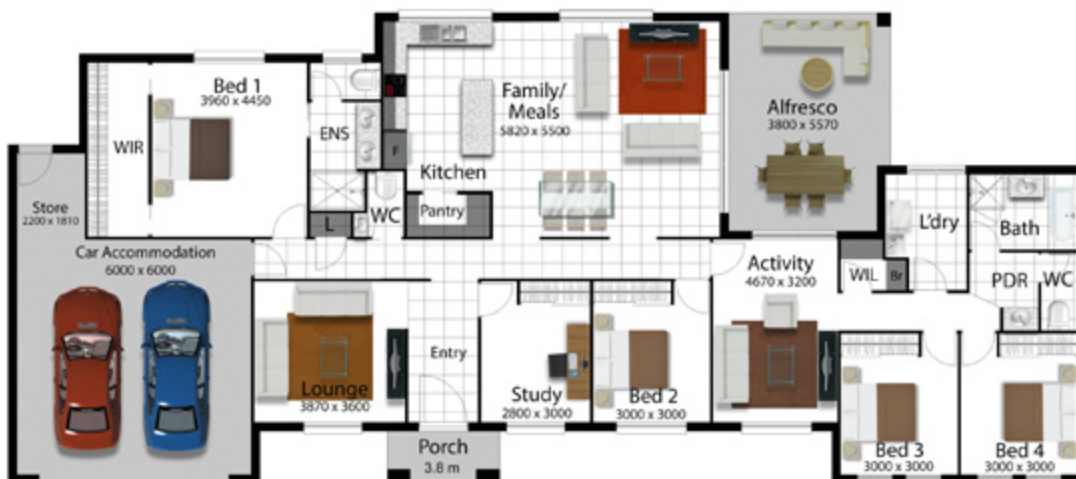 Bed 1
3960 x 4450
WIR
ENS
Family/
Meals
5820 x 5500
Alfresco
3800 x 5570
F
Kitchen
Pantry
WC
L
Store
2200 x 1810
Car Accommodation
6000 x 6000
L'dry
Bath
Activity
4670 x 3200
WIL
Br
PDR
WC
Entry
Lounge
3870 x 3600
Study
2800 x 3000
Bed 2
3000 x 3000
Bed 3
3000 x 3000
Bed 4
3000 x 3000
Porch
3.8 m